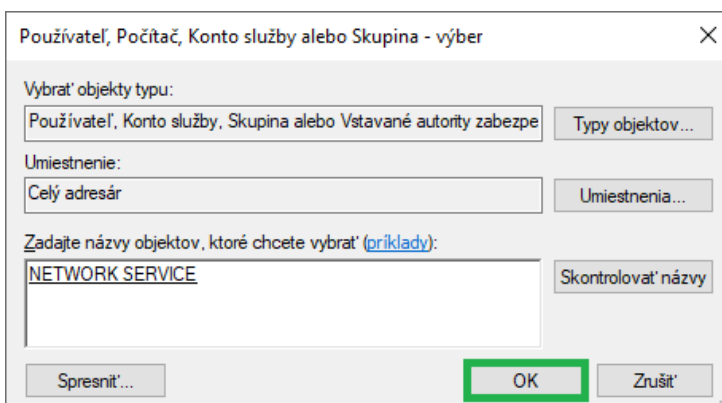 Používateľ, Počítač, Konto služby alebo Skupina - výber
Vybrať objekty typu:
Používateľ, Konto služby, Skupina alebo Vstavané autority zabezpe
Typy objektov...
Umiestnenie:
Celý adresár
Umiestnenia...
Zadajte názvy objektov, ktoré chcete vybrať (príklady):
NETWORK SERVICE
Skontrolovať názvy
Spresniť...
OK
Zrušiť